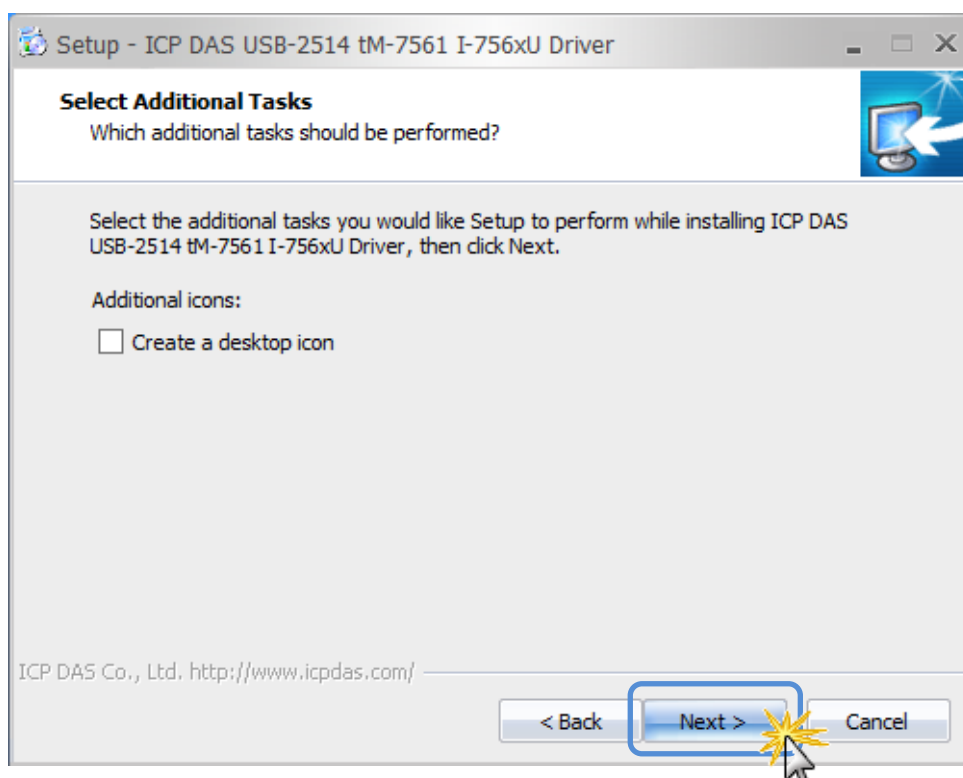 Setup - ICP DAS USB-2514 tM-7561 I-756xU Driver
Select Additional Tasks
Which additional tasks should be performed?
Select the additional tasks you would like Setup to perform while installing ICP DAS
USB-2514 tM-7561 I-756xU Driver, then click Next.
Additional icons:
Create a desktop icon
ICP DAS Co., Ltd. http://www.icpdas.com/
< Back Next > Cancel